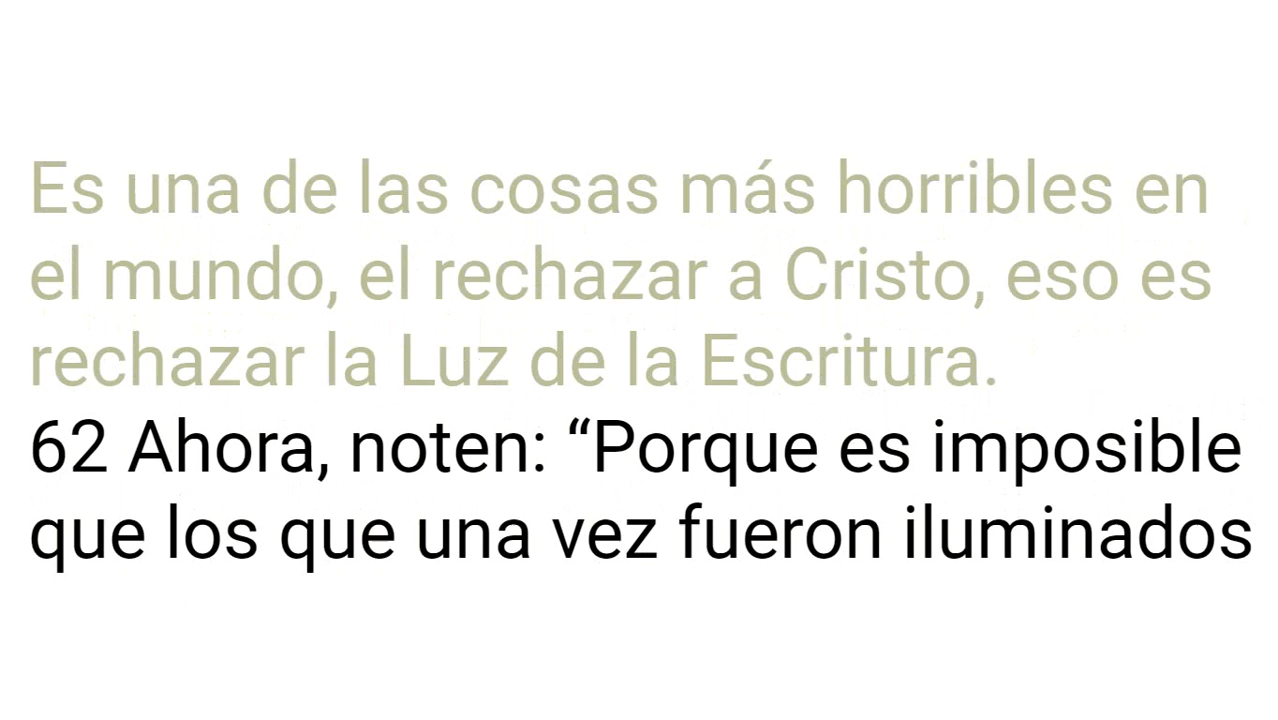 Es una de las cosas más horribles en
el mundo, el rechazar a Cristo, eso es
rechazar la Luz de la Escritura.
62 Ahora, noten: “Porque es imposible
que los que una vez fueron iluminados